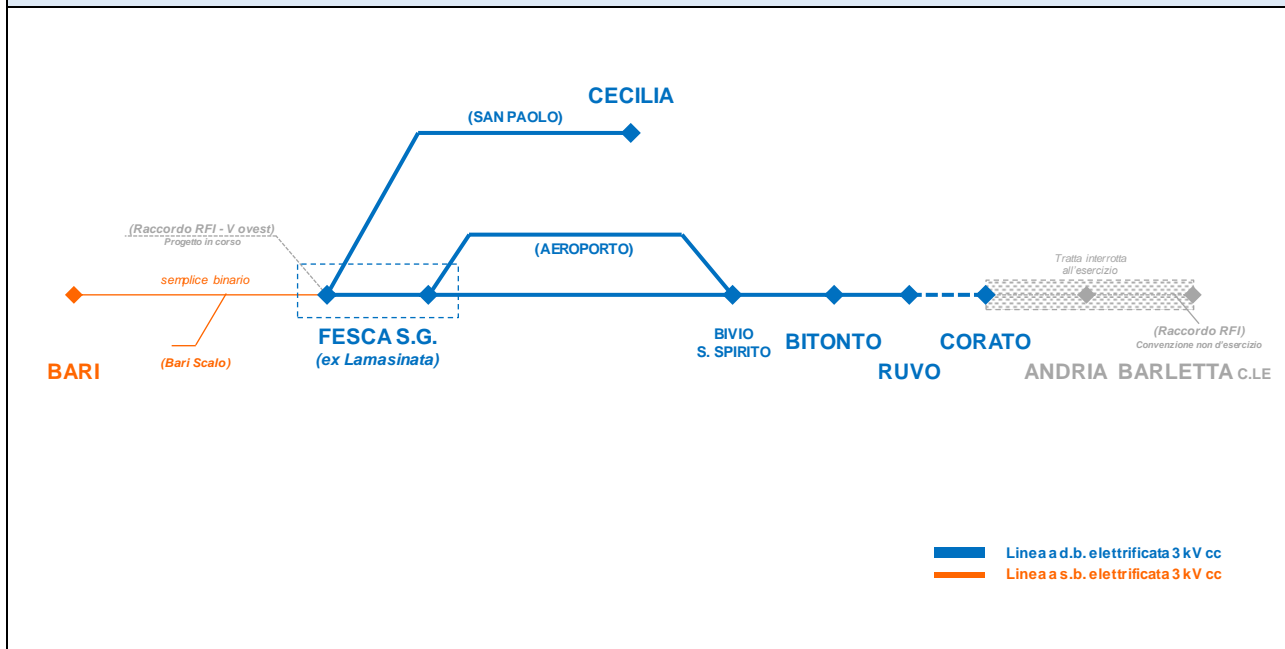 CECILIA
(SAN PAOLO)
(Raccordo RFI - V ovest)
Progetto in corso
(AEROPORTO)
semplice binario
Tratta interrotta
all'esercizio
FESCA S.G.
(ex Lamasinata)
BIVIO
S. SPIRITO
BITONTO
CORATO
(Raccordo RFI)
Convenzione non d'esercizio
(Bari Scalo)
BARI
RUVO
ANDRIA
BARLETTA C.LE
Linea a d.b. elettrificata 3 kV cc
Linea a s.b. elettrificata 3 kV cc